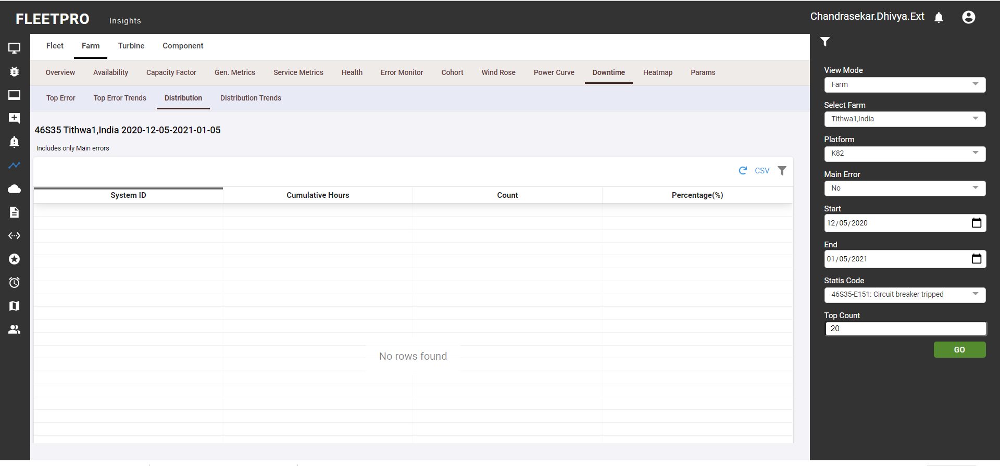 FLEETPRO
Insights
Chandrasekar.Dhivya.Ext
Fleet Farm Turbine Component
Overview Availability Capacity Factor Gen. Metrics Service Metrics Health Error Monitor Cohort Wind Rose Power Curve Downtime Heatmap Params
Top Error Top Error Trends Distribution Distribution Trends
46S35 Tithwa1,India 2020-12-05-2021-01-05
Includes only Main errors
CSV
System ID Cumulative Hours Count Percentage(%)
No rows found
View Mode
Farm
Select Farm
Tithwa1,India
Platform
K82
Main Error
No
Start
12/05/2020
End
01/05/2021
Statis Code
46S35-E151: Circuit breaker tripped
Top Count
20
GO